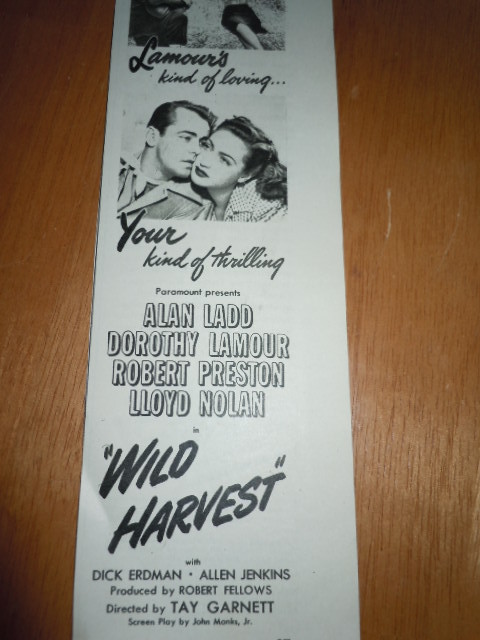 Lamour's
kind of loving...
Your
kind of thrilling
Paramount presents
ALAN LADD
DOROTHY LAMOUR
ROBERT PRESTON
LLOYD NOLAN
in
"WILD
HARVEST"
with
DICK ERDMAN • ALLEN JENKINS
Produced by ROBERT FELLOWS
Directed by TAY GARNETT
Screen Play by John Monks, Jr.